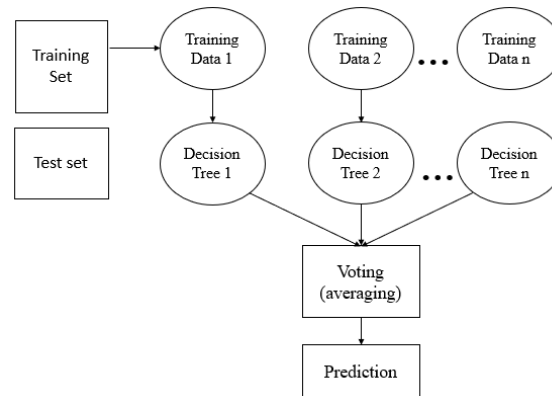 Training
Set
Training
Data 1
Training
Data 2
...
Training
Data n
Test set
Decision
Tree 1
Decision
Tree 2
...
Decision
Tree n
Voting
(averaging)
Prediction